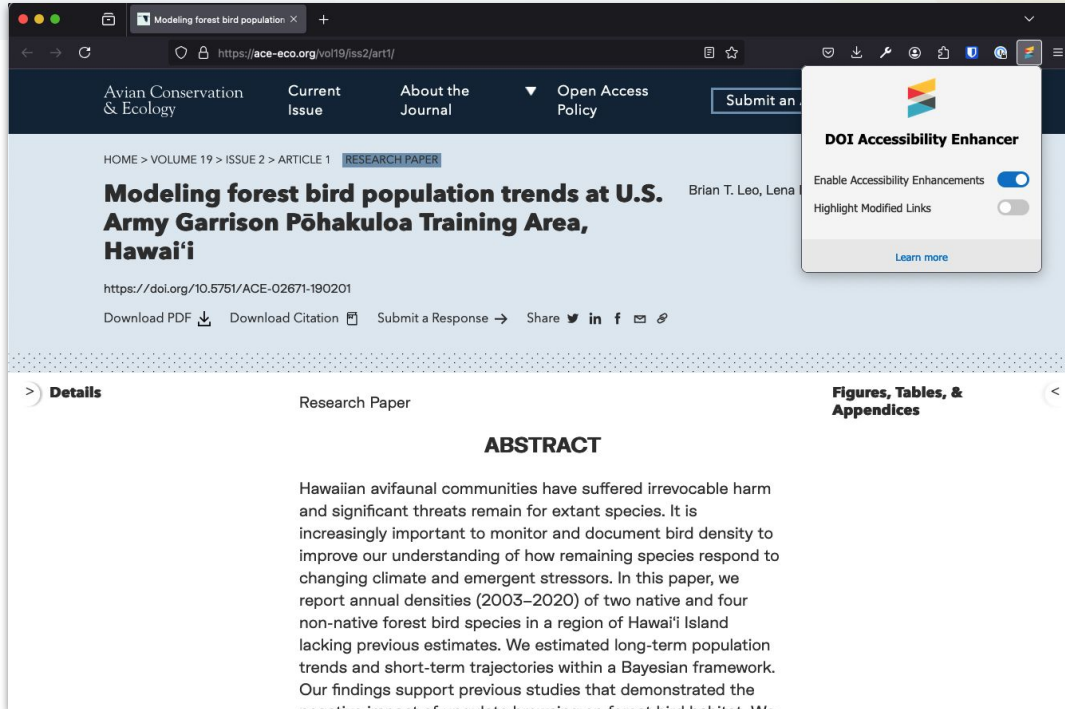 Modeling forest bird population
https://ace-eco.org/vol19/iss2/art1/
Avian Conservation
& Ecology
Current
Issue
About the
Journal
Open Access
Policy
Submit an
DOI Accessibility Enhancer
Enable Accessibility Enhancements
Highlight Modified Links
Learn more
HOME > VOLUME 19 > ISSUE 2 > ARTICLE 1 RESEARCH PAPER
Modeling forest bird population trends at U.S.
Army Garrison Pōhakuloa Training Area,
Hawai‘i
Brian T. Leo, Lena
https://doi.org/10.5751/ACE-02671-190201
Download PDF Download Citation Submit a Response → Share
> Details
Figures, Tables, &
Appendices
<
Research Paper
ABSTRACT
Hawaiian avifaunal communities have suffered irrevocable harm
and significant threats remain for extant species. It is
increasingly important to monitor and document bird density to
improve our understanding of how remaining species respond to
changing climate and emergent stressors. In this paper, we
report annual densities (2003–2020) of two native and four
non-native forest bird species in a region of Hawai‘i Island
lacking previous estimates. We estimated long-term population
trends and short-term trajectories within a Bayesian framework.
Our findings support previous studies that demonstrated the